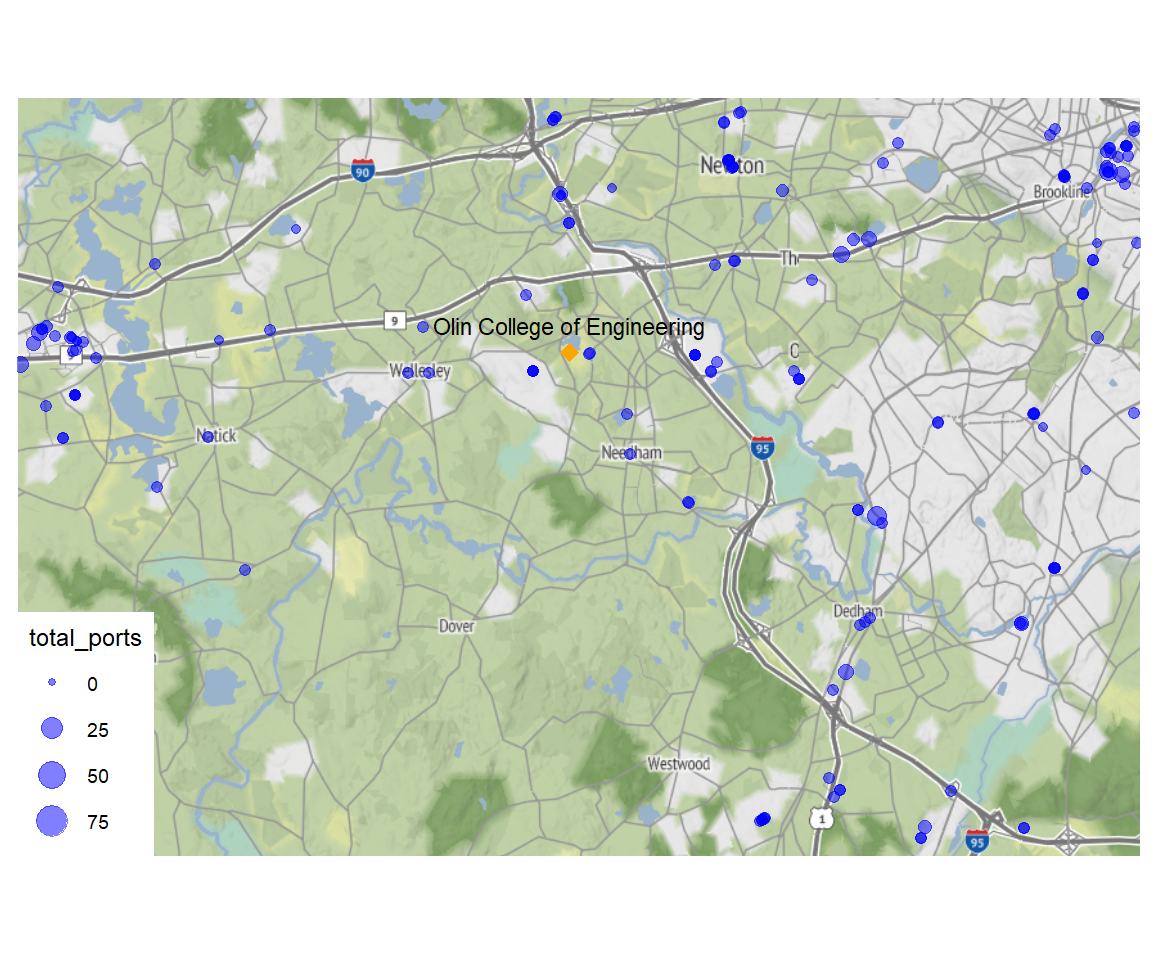 90
Newton
Brookline
Th
9
Olin College of Engineering
9
C
Wellesley
Natick
95
Needham
Dedham
Dover
total_ports
0
25
50
75
Westwood
1
95